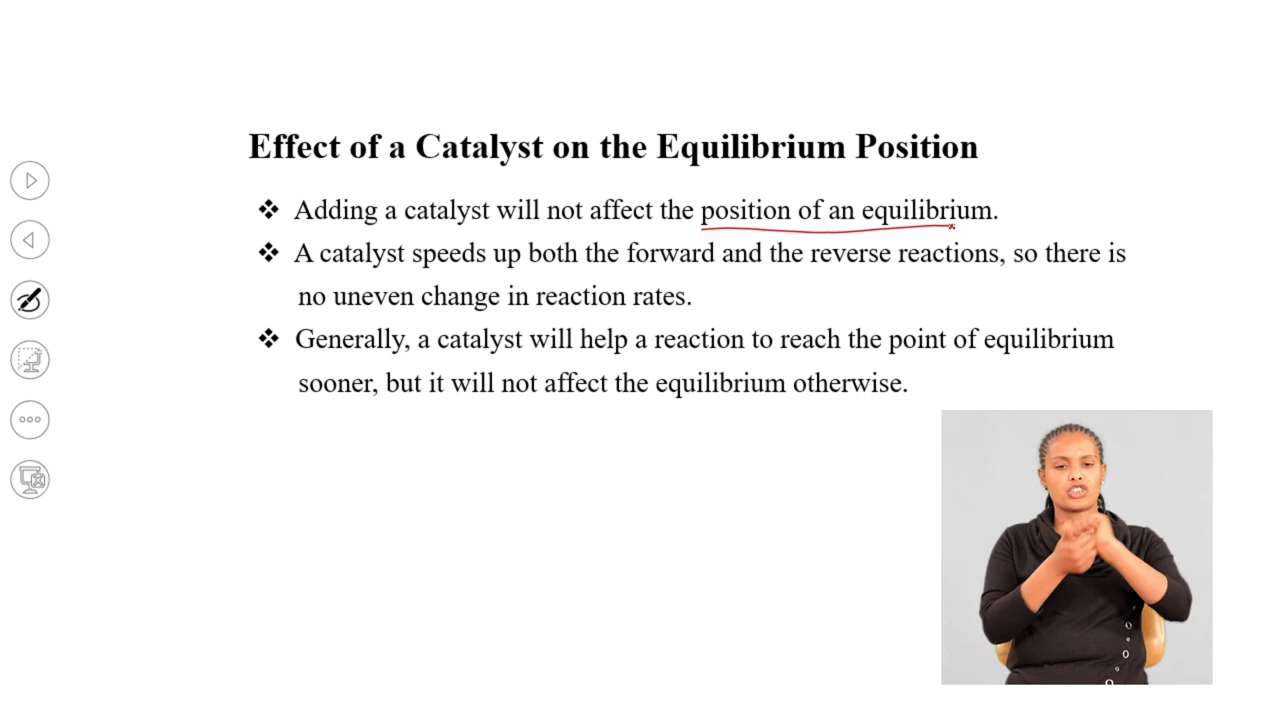 Effect of a Catalyst on the Equilibrium Position
❖ Adding a catalyst will not affect the position of an equilibrium.
❖ A catalyst speeds up both the forward and the reverse reactions, so there is
no uneven change in reaction rates.
❖ Generally, a catalyst will help a reaction to reach the point of equilibrium
sooner, but it will not affect the equilibrium otherwise.